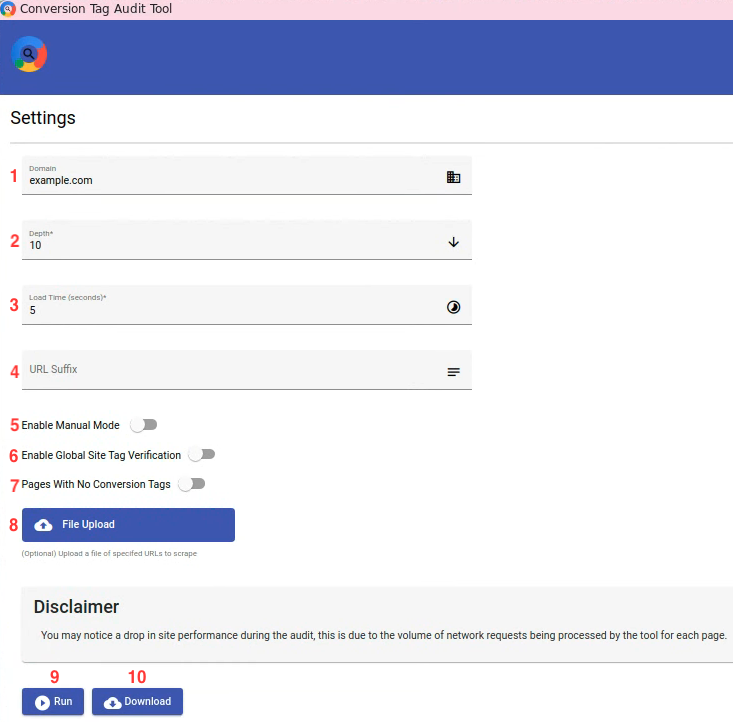 Conversion Tag Audit Tool
Settings
1 Domain
example.com
2 Depth*
10
3 Load Time (seconds)*
5
4 URL Suffix
5 Enable Manual Mode
6 Enable Global Site Tag Verification
7 Pages With No Conversion Tags
8 File Upload
(Optional) Upload a file of specifed URLs to scrape
Disclaimer
You may notice a drop in site performance during the audit, this is due to the volume of network requests being processed by the tool for each page.
9 10
Run Download